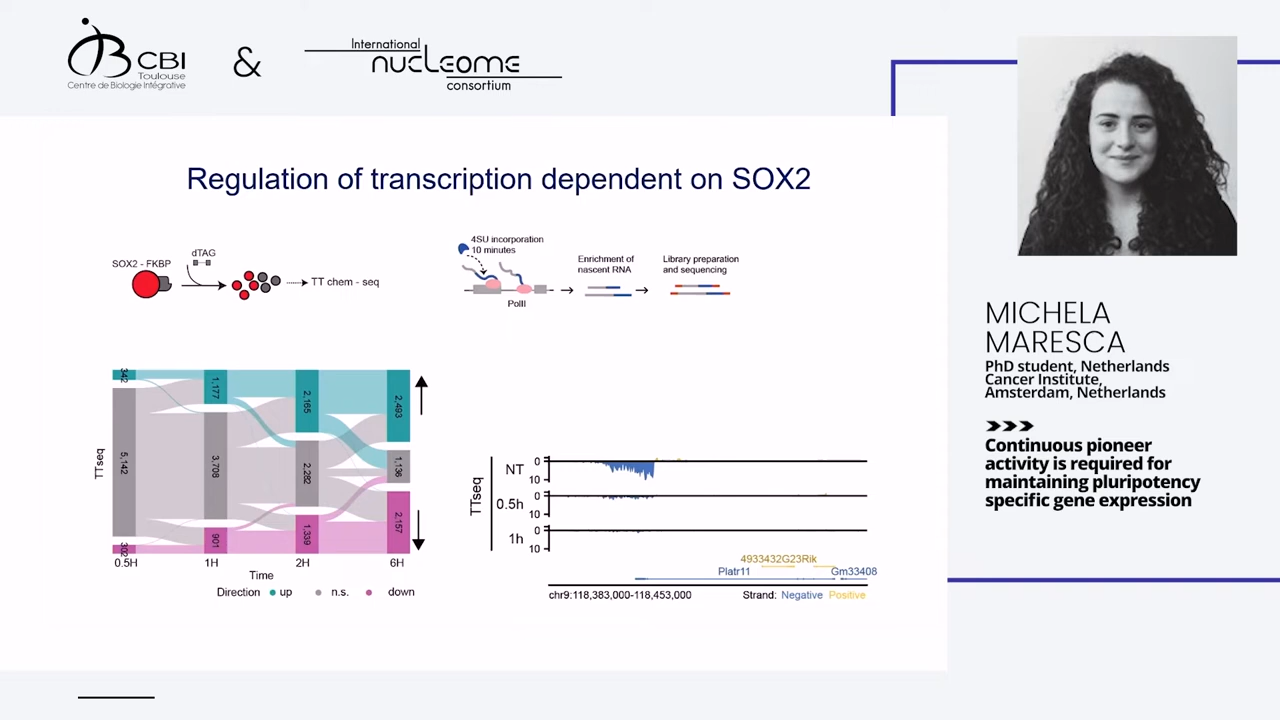 CBI
Toulouse
Centre de Biologie Intégrative
&
International
nucleome
consortium
Regulation of transcription dependent on SOX2
SOX2 - FKBP
dTAG
TT chem - seq
4SU incorporation
10 minutes
PolII
Enrichment of
nascent RNA
Library preparation
and sequencing
TTseq
342
5,142
302
1,177
3,708
901
2,165
2,282
1,339
2,493
1,136
2,157
0.5H
1H
2H
6H
Time
Direction up n.s. down
TTseq
NT
0
10
0.5h
0
10
1h
0
10
4933432G23Rik
Platr11
Gm33408
chr9:118,383,000-118,453,000
Strand: Negative Positive
MICHELA
MARESCA
PhD student, Netherlands
Cancer Institute,
Amsterdam, Netherlands
Continuous pioneer
activity is required for
maintaining pluripotency
specific gene expression